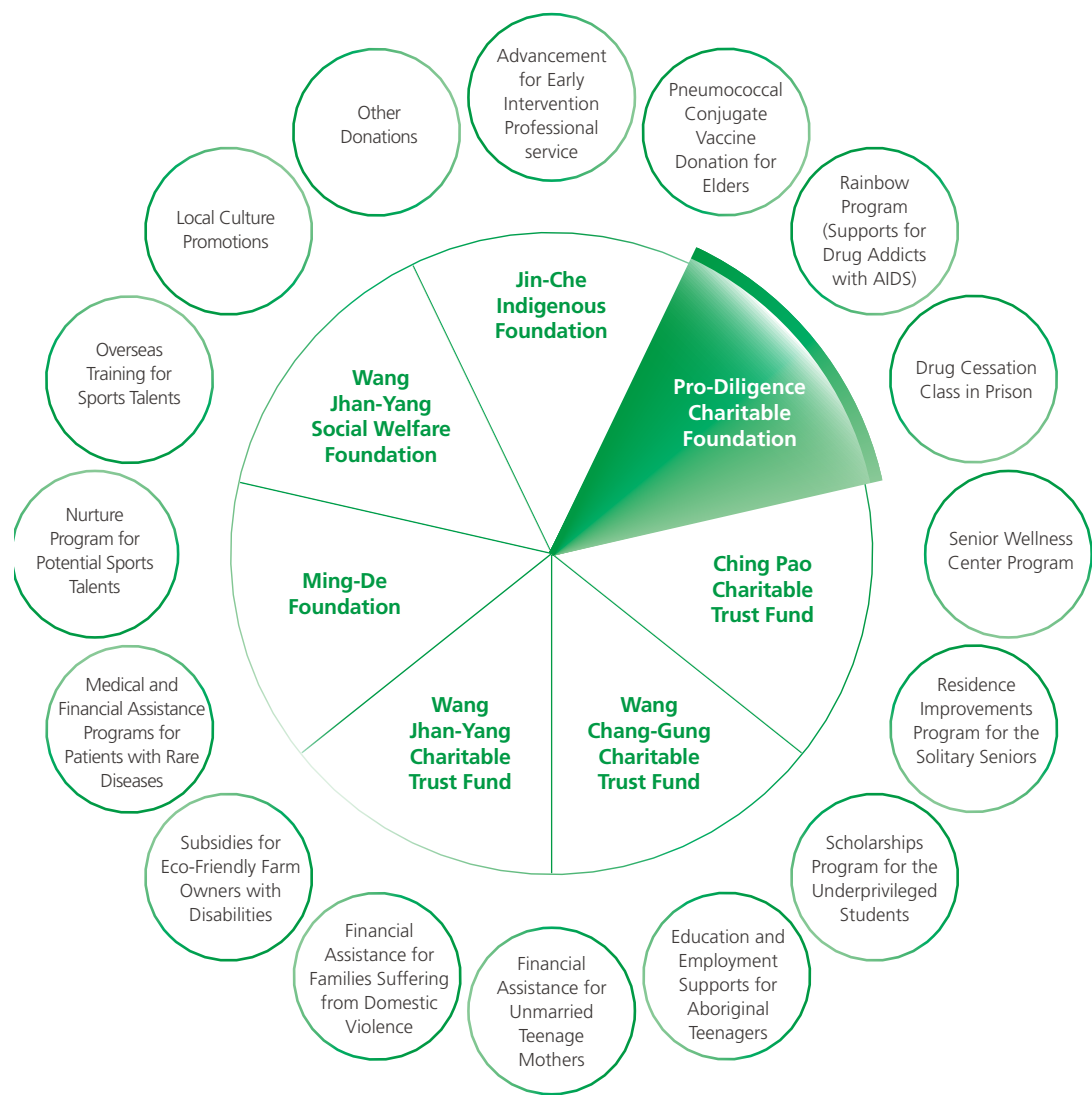 Advancement
for Early
Intervention
Professional
service
Pneumococcal
Conjugate
Vaccine
Donation for
Elders
Rainbow
Program
(Supports for
Drug Addicts
with AIDS)
Drug Cessation
Class in Prison
Senior Wellness
Center Program
Residence
Improvements
Program for the
Solitary Seniors
Scholarships
Program for the
Underprivileged
Students
Education and
Employment
Supports for
Aboriginal
Teenagers
Financial
Assistance for
Unmarried
Teenage
Mothers
Financial
Assistance for
Families Suffering
from Domestic
Violence
Subsidies for
Eco-Friendly Farm
Owners with
Disabilities
Medical and
Financial Assistance
Programs for
Patients with Rare
Diseases
Nurture
Program for
Potential Sports
Talents
Overseas
Training for
Sports Talents
Local Culture
Promotions
Other
Donations
Jin-Che
Indigenous
Foundation
Pro-Diligence
Charitable
Foundation
Ching Pao
Charitable
Trust Fund
Wang
Chang-Gung
Charitable
Trust Fund
Wang
Jhan-Yang
Charitable
Trust Fund
Ming-De
Foundation
Wang
Jhan-Yang
Social Welfare
Foundation